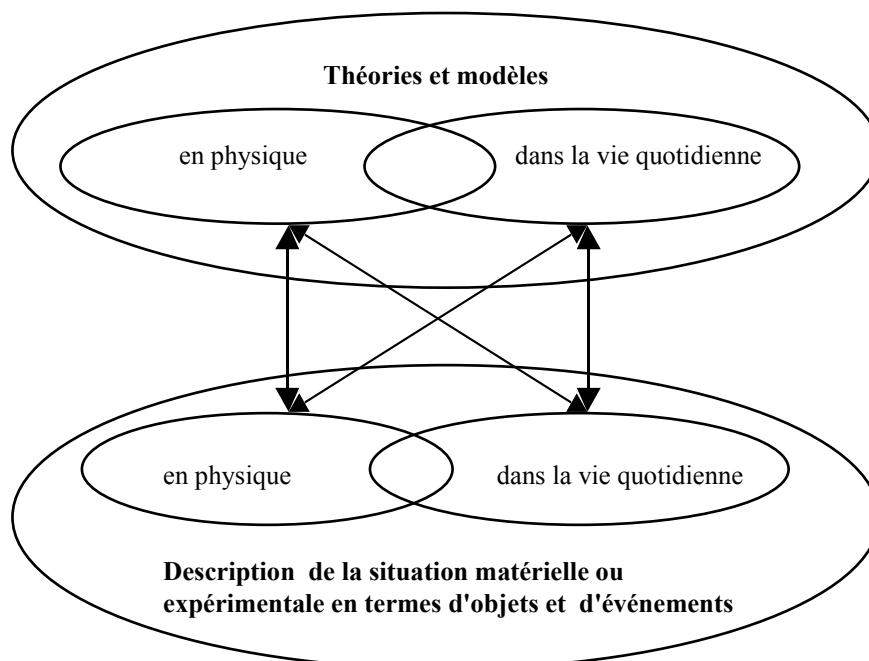 Théories et modèles
en physique
dans la vie quotidienne
en physique
dans la vie quotidienne
Description de la situation matérielle ou
expérimentale en termes d'objets et d'événements